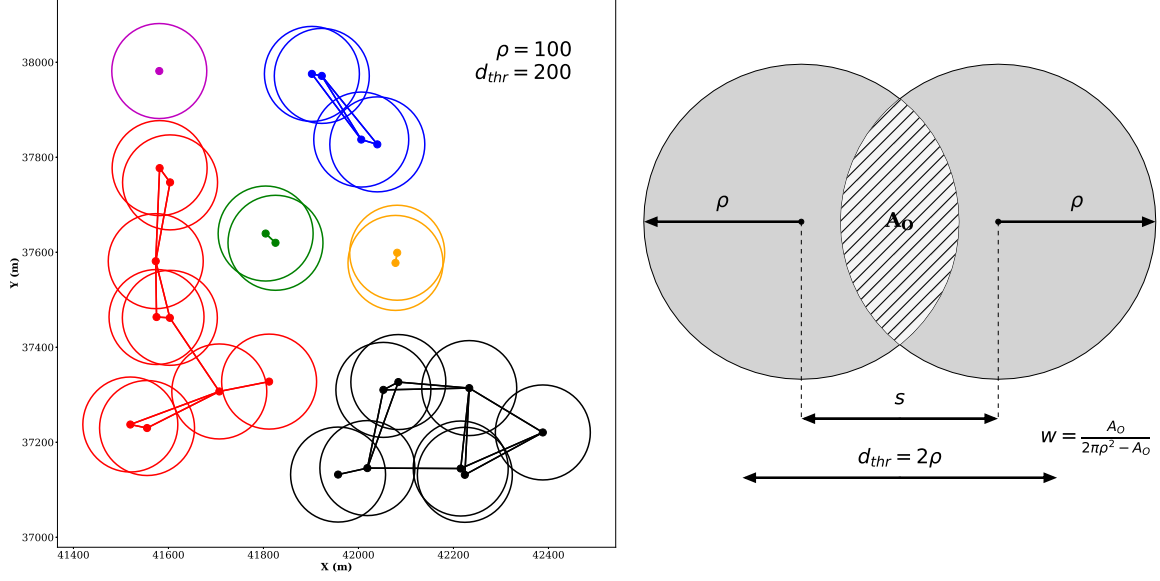 ρ = 100
d_thr = 200
38000
37800
37600
37400
37200
37000
Y (m)
41400 41600 41800 42000 42200 42400
X (m)
ρ
A_O
ρ
s
w = A_O / (2πρ² − A_O)
d_thr = 2ρ